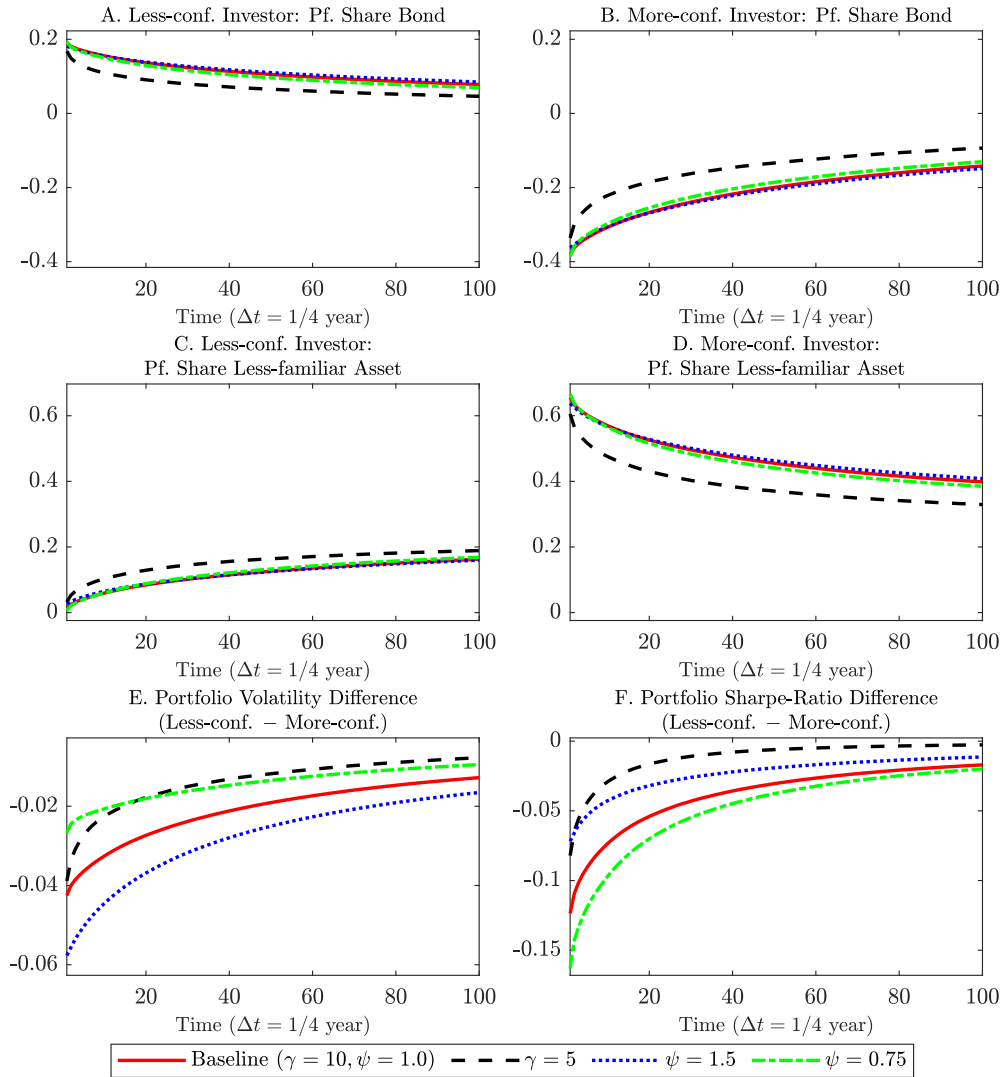 A. Less-conf. Investor: Pf. Share Bond
0.2
0
-0.2
-0.4
20 40 60 80 100
Time (Δt = 1/4 year)
B. More-conf. Investor: Pf. Share Bond
0.2
0
-0.2
-0.4
20 40 60 80 100
Time (Δt = 1/4 year)
C. Less-conf. Investor:
Pf. Share Less-familiar Asset
0.6
0.4
0.2
0
20 40 60 80 100
Time (Δt = 1/4 year)
D. More-conf. Investor:
Pf. Share Less-familiar Asset
0.6
0.4
0.2
0
20 40 60 80 100
Time (Δt = 1/4 year)
E. Portfolio Volatility Difference
(Less-conf. − More-conf.)
-0.02
-0.04
-0.06
20 40 60 80 100
Time (Δt = 1/4 year)
F. Portfolio Sharpe-Ratio Difference
(Less-conf. − More-conf.)
0
-0.05
-0.1
-0.15
20 40 60 80 100
Time (Δt = 1/4 year)
Baseline (γ = 10, ψ = 1.0) γ = 5 ψ = 1.5 ψ = 0.75